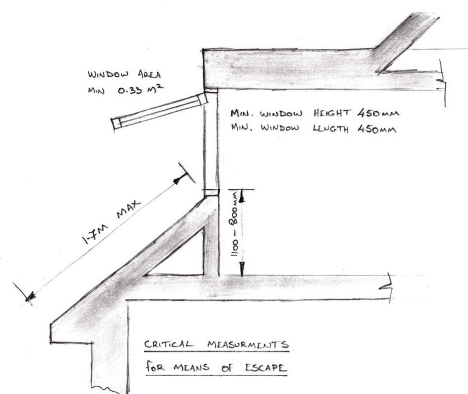 WINDOW AREA
MIN 0.33 M²
MIN. WINDOW HEIGHT 450MM
MIN. WINDOW LENGTH 450MM
1.7M MAX
1100 - 800MM
CRITICAL MEASURMENTS
FOR MEANS OF ESCAPE